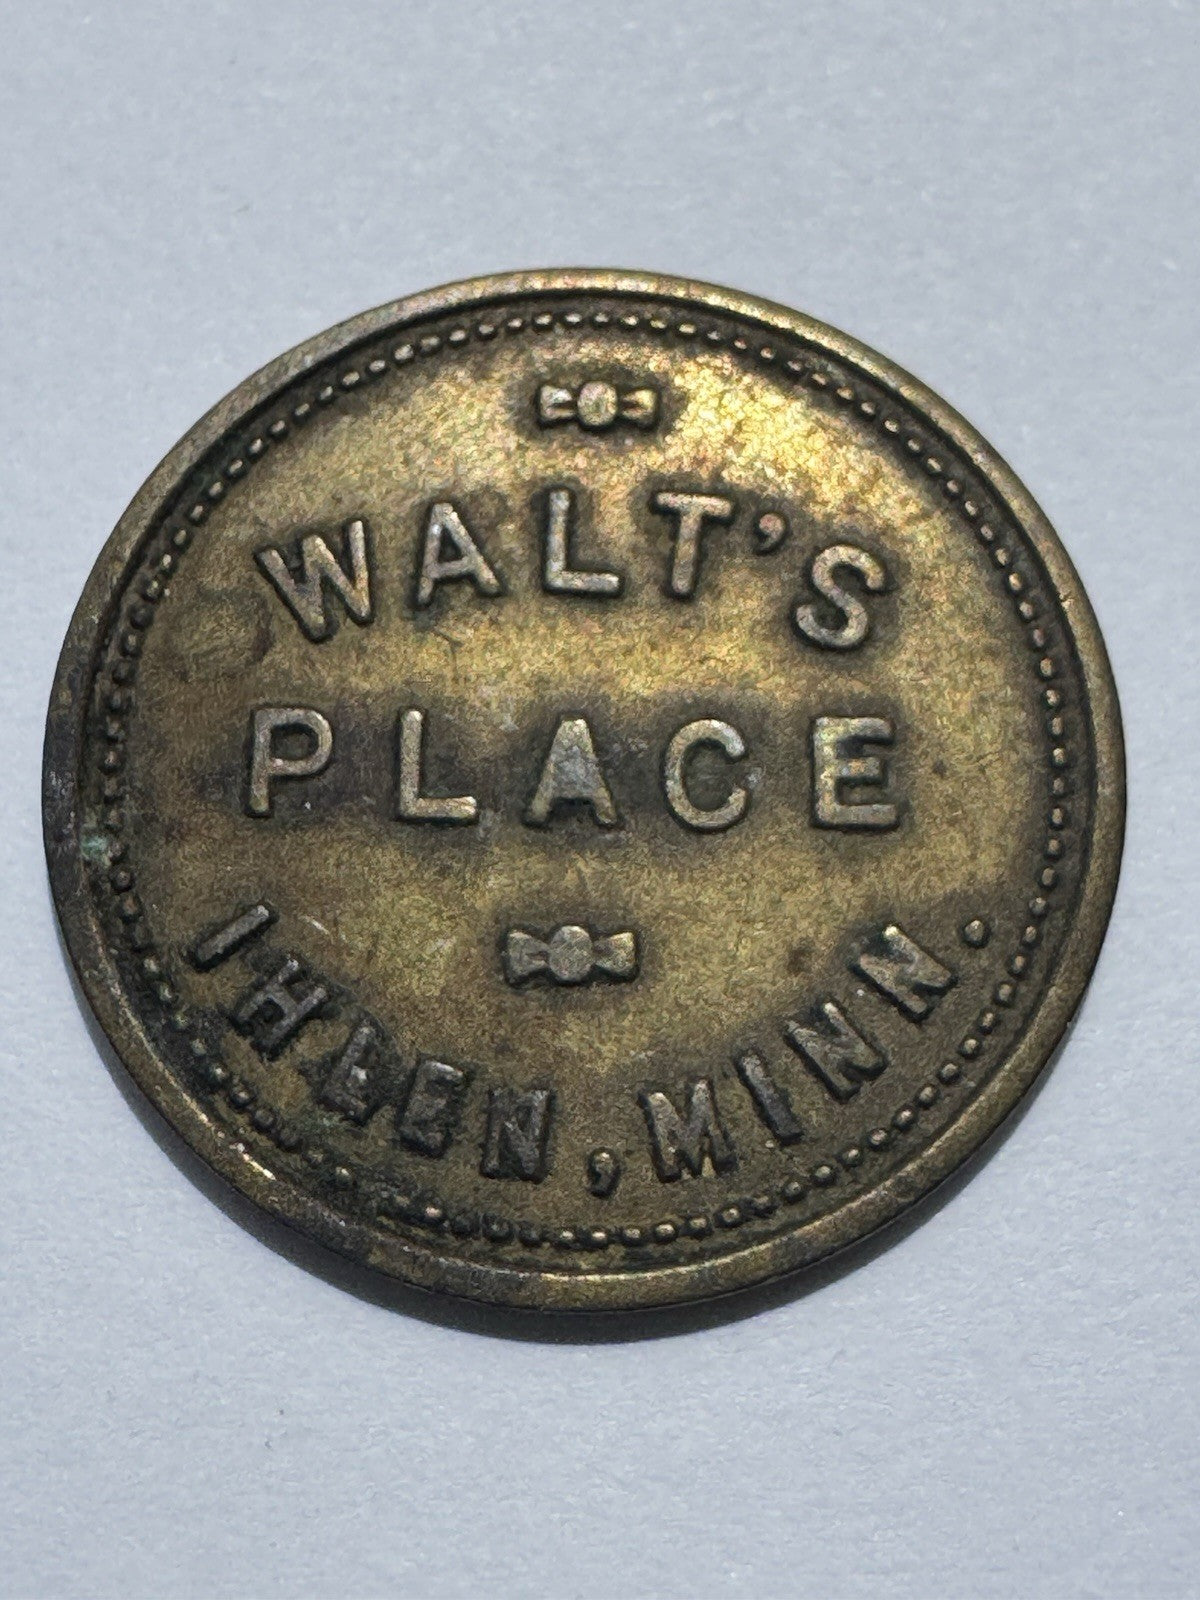 WALT'S
PLACE
IHLEN, MINN.